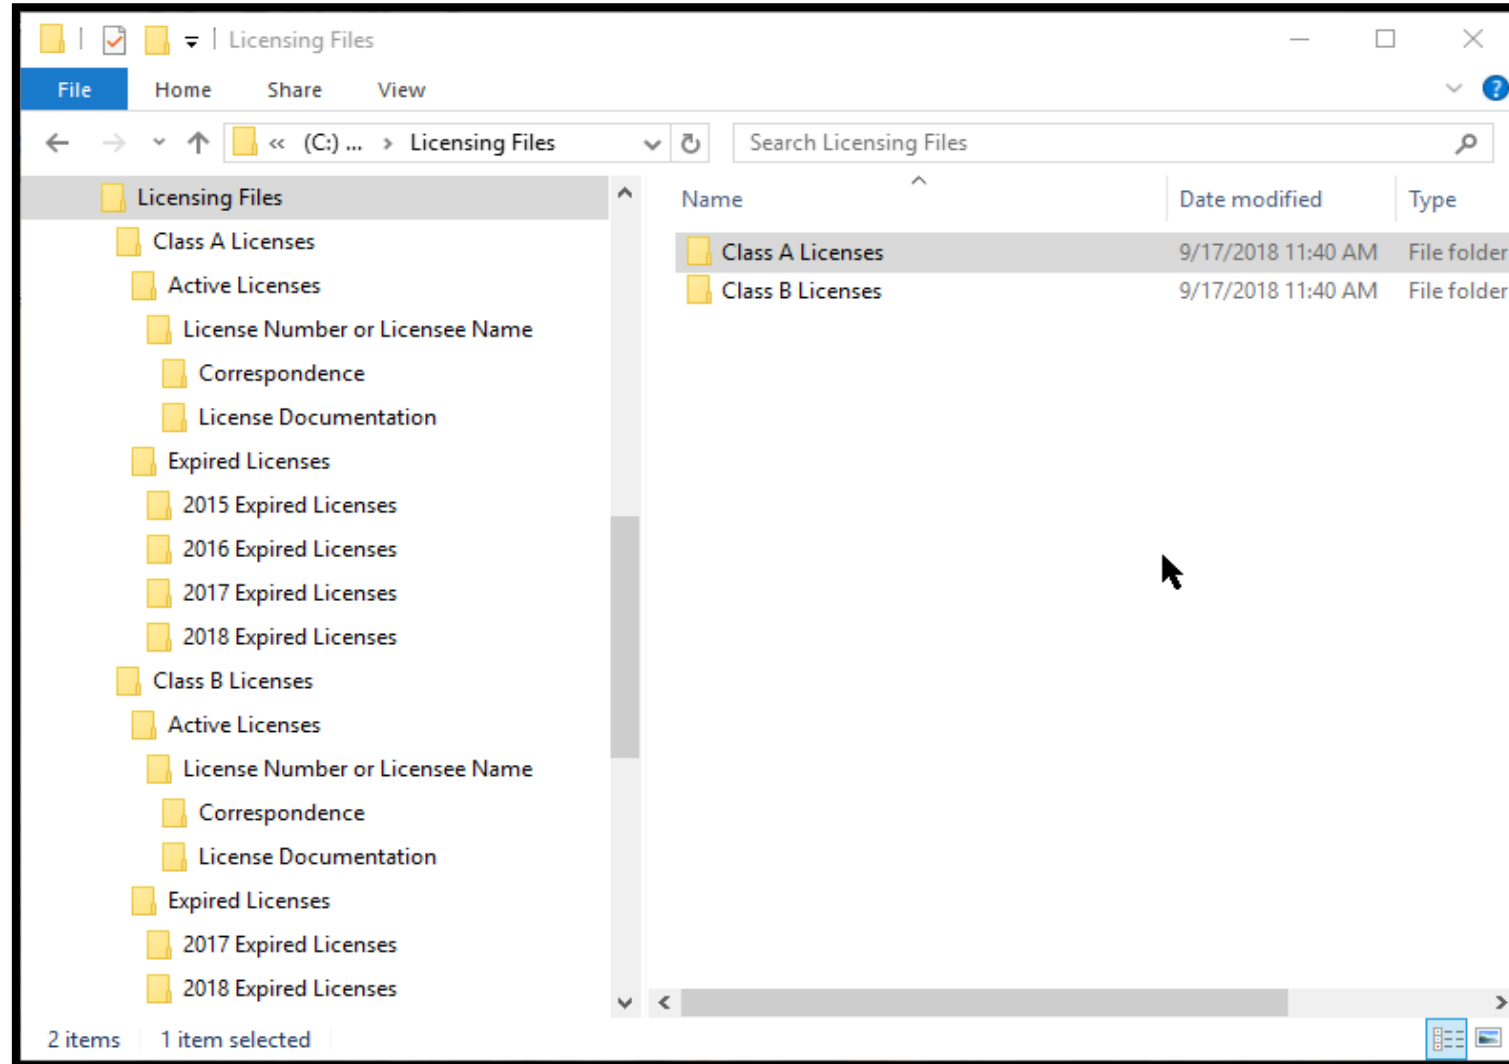 Licensing Files
File Home Share View ?
« (C:) ... > Licensing Files Search Licensing Files
Licensing Files
Class A Licenses
Active Licenses
License Number or Licensee Name
Correspondence
License Documentation
Expired Licenses
2015 Expired Licenses
2016 Expired Licenses
2017 Expired Licenses
2018 Expired Licenses
Class B Licenses
Active Licenses
License Number or Licensee Name
Correspondence
License Documentation
Expired Licenses
2017 Expired Licenses
2018 Expired Licenses
Name Date modified Type
Class A Licenses 9/17/2018 11:40 AM File folder
Class B Licenses 9/17/2018 11:40 AM File folder
2 items 1 item selected